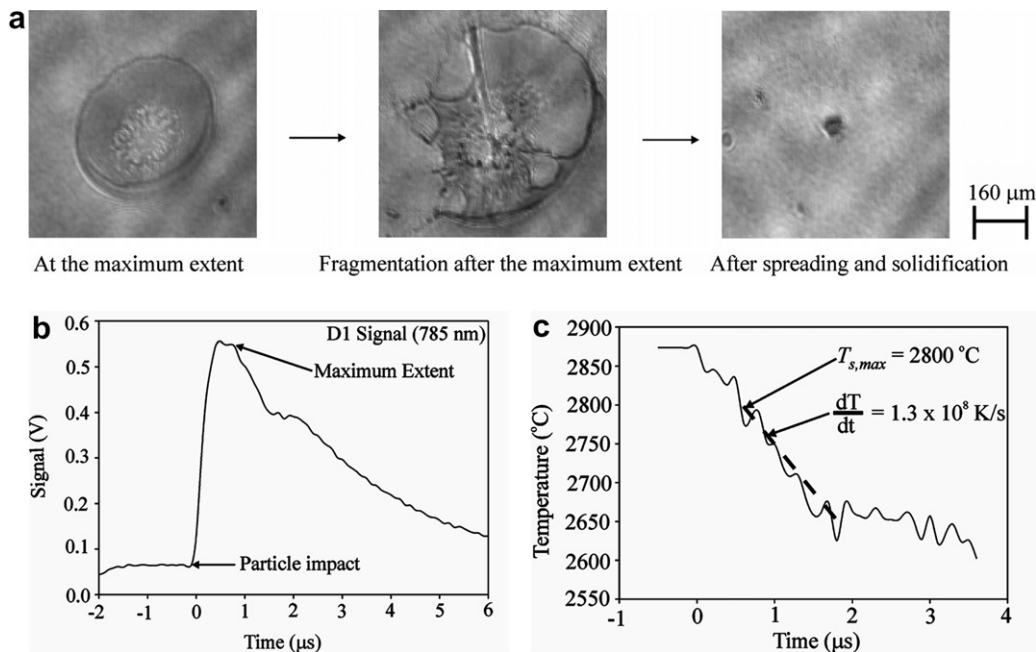 a
160 μm
At the maximum extent
Fragmentation after the maximum extent
After spreading and solidification
b
0.6
0.5
0.4
0.3
0.2
0.1
0.0
Signal (V)
D1 Signal (785 nm)
Maximum Extent
Particle impact
-2 -1 0 1 2 3 4 5 6
Time (μs)
c
2900
2850
2800
2750
2700
2650
2600
2550
Temperature (°C)
T_{s,max} = 2800 °C
dT/dt = 1.3 x 10⁸ K/s
-1 0 1 2 3 4
Time (μs)